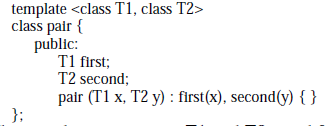 template <class T1, class T2>
class pair {
public:
T1 first;
T2 second;
pair (T1 x, T2 y) : first(x), second(y) { }
};